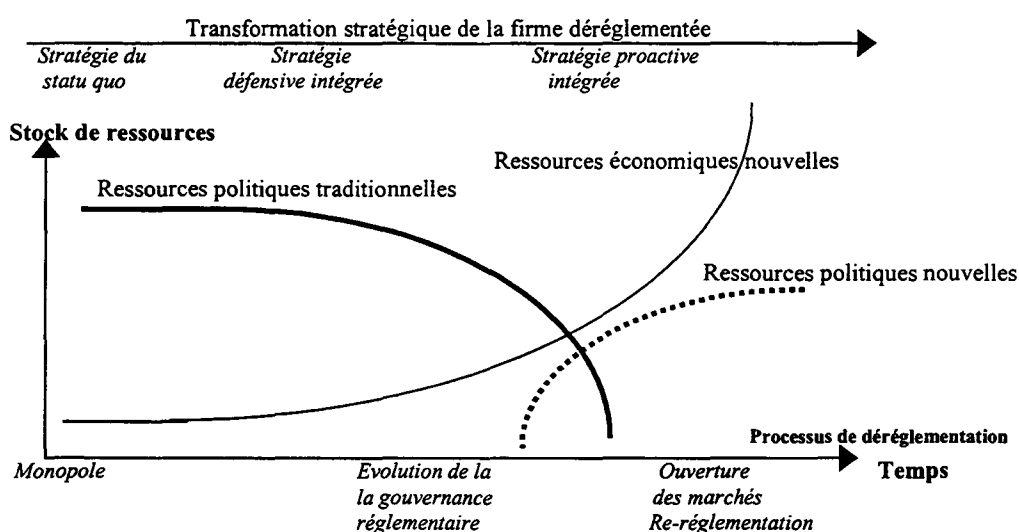 Transformation stratégique de la firme déréglementée
Stratégie du
statu quo
Stratégie
défensive intégrée
Stratégie proactive
intégrée
Stock de ressources
Ressources économiques nouvelles
Ressources politiques traditionnelles
Ressources politiques nouvelles
Processus de déréglementation
Temps
Monopole
Evolution de la
la gouvernance
réglementaire
Ouverture
des marchés
Re-réglementation